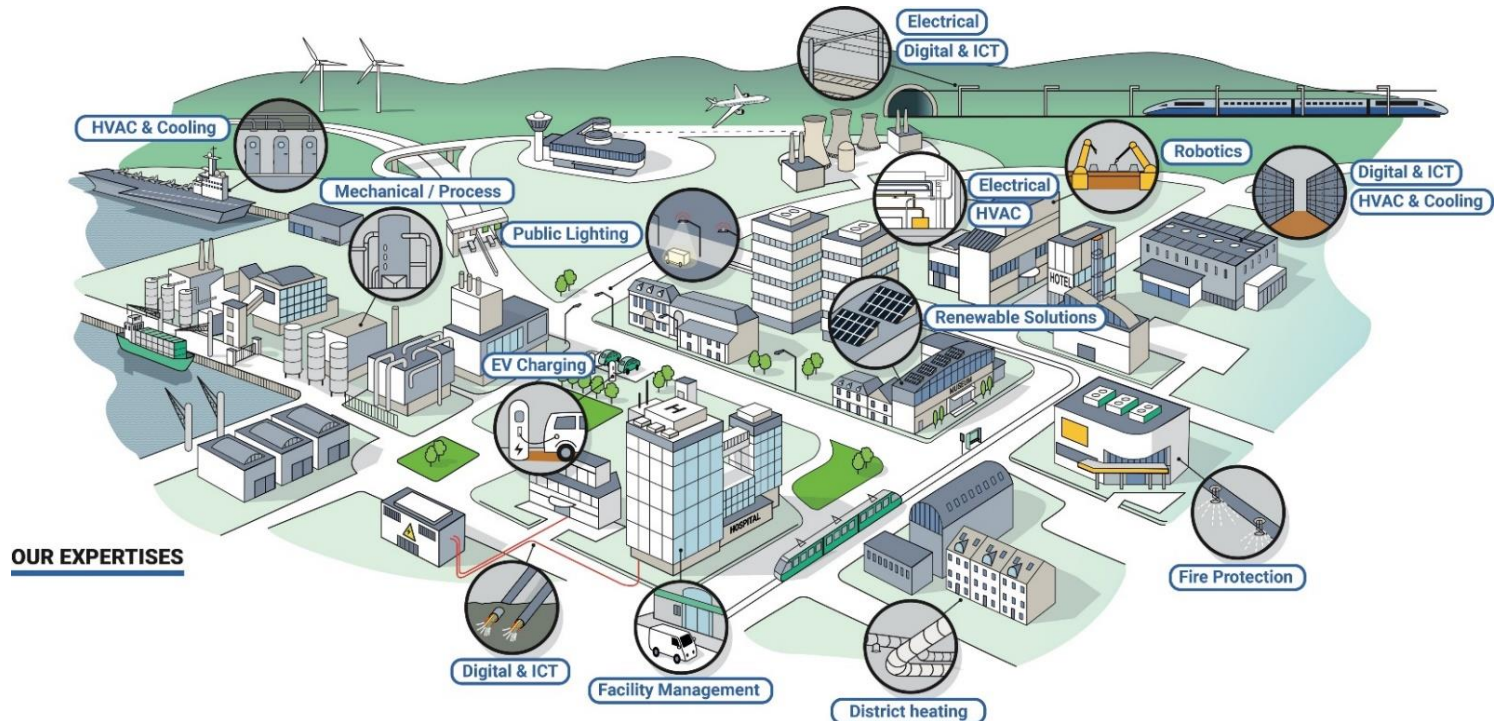 Electrical
Digital & ICT
HVAC & Cooling
Mechanical / Process
Public Lighting
Electrical
HVAC
Robotics
Digital & ICT
HVAC & Cooling
HOTEL
Renewable Solutions
EV Charging
MUSEUM
H
HOSPITAL
OUR EXPERTISES
Fire Protection
Digital & ICT
Facility Management
District heating